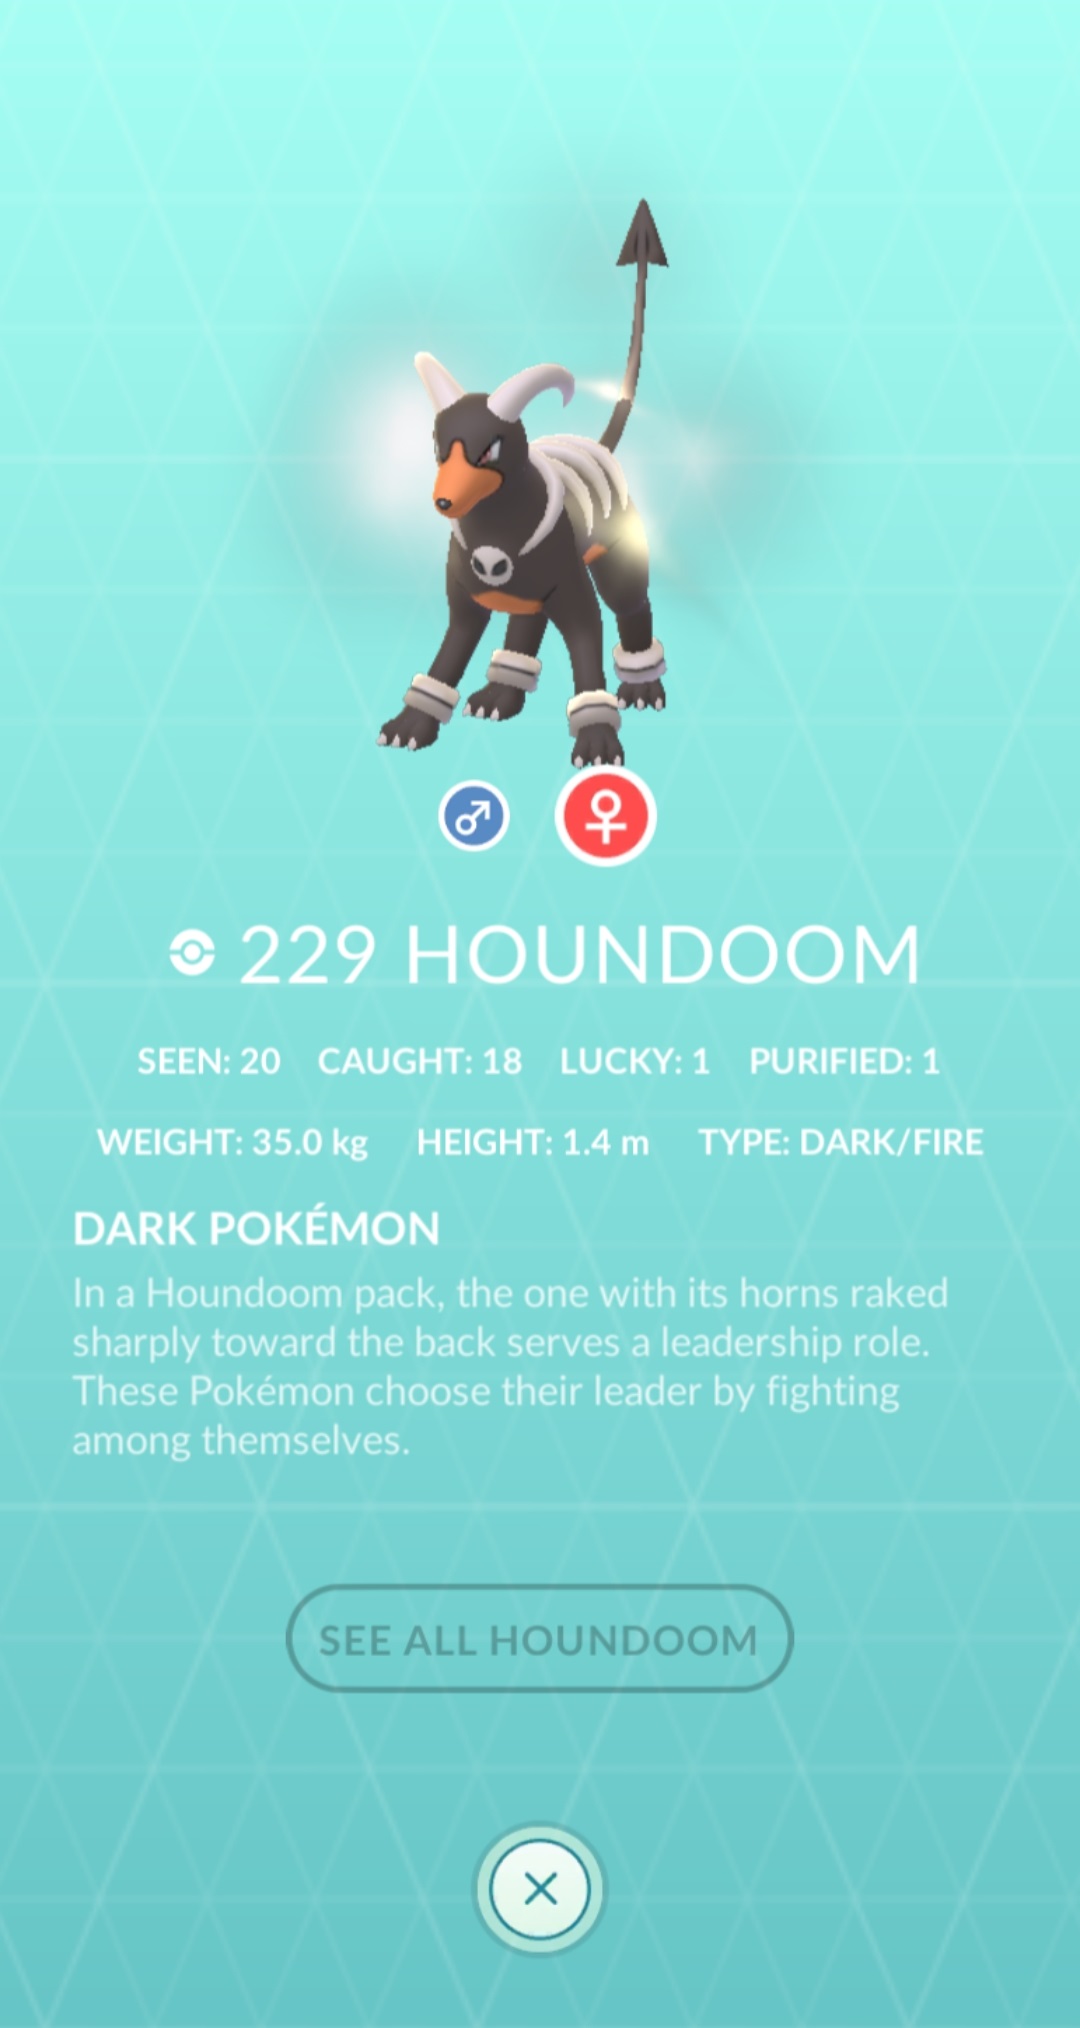 229 HOUNDOOM
SEEN: 20 CAUGHT: 18 LUCKY: 1 PURIFIED: 1
WEIGHT: 35.0 kg HEIGHT: 1.4 m TYPE: DARK/FIRE
DARK POKÉMON
In a Houndoom pack, the one with its horns raked
sharply toward the back serves a leadership role.
These Pokémon choose their leader by fighting
among themselves.
SEE ALL HOUNDOOM